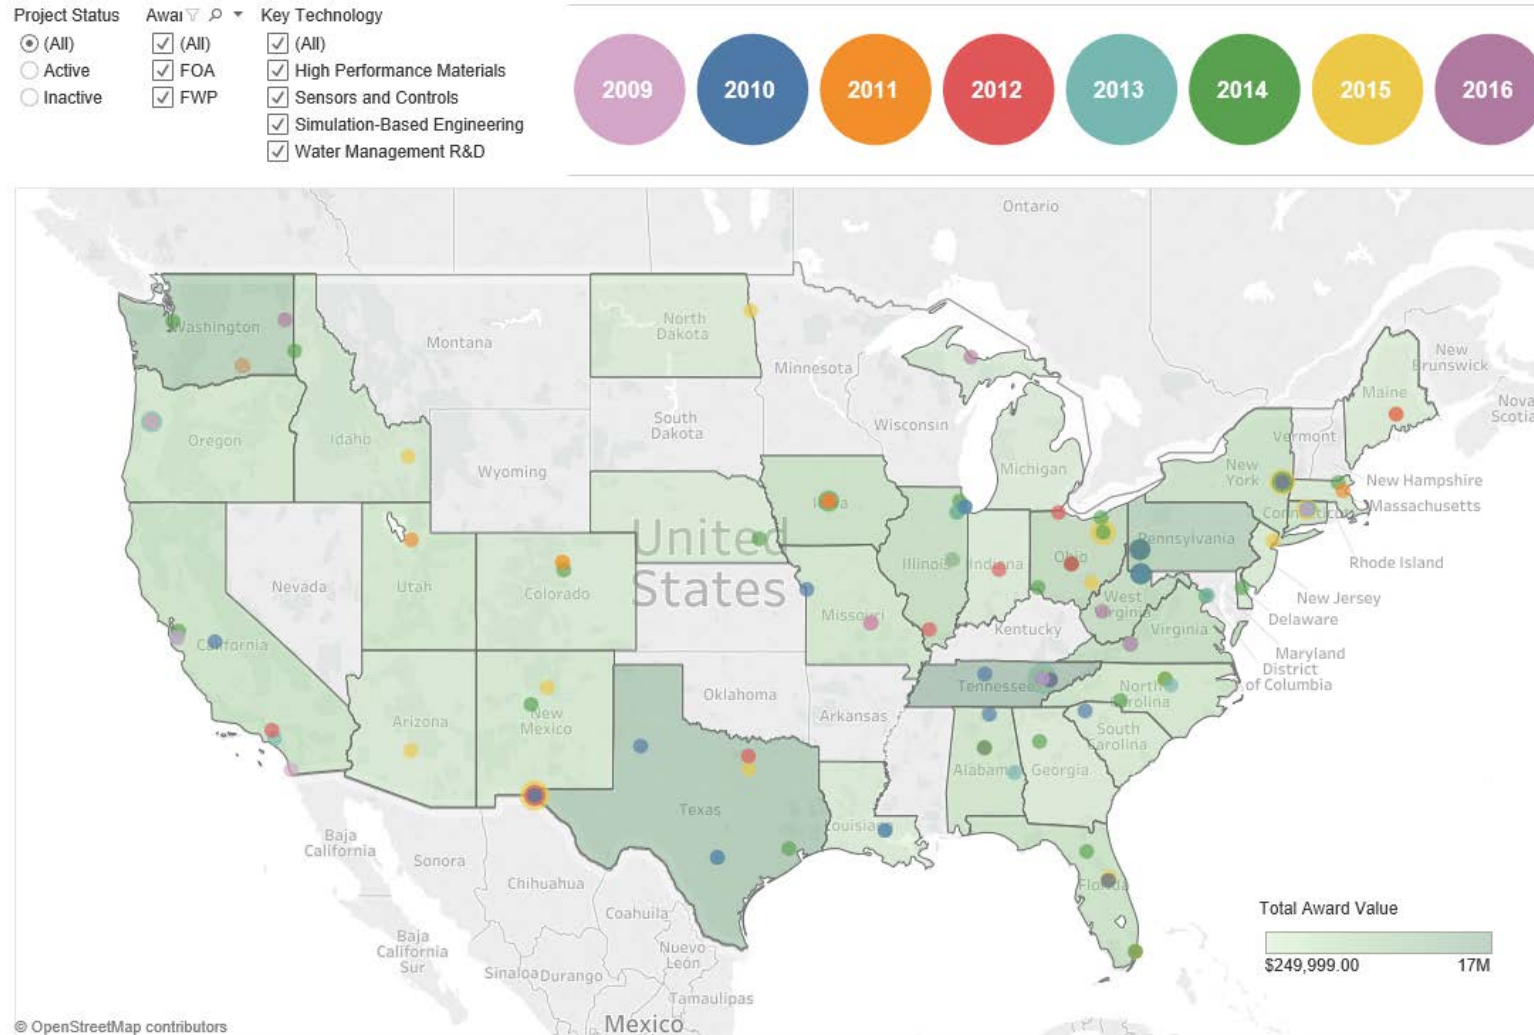 Project Status
(All)
Active
Inactive
(All)
FOA
FWP
Key Technology
(All)
High Performance Materials
Sensors and Controls
Simulation-Based Engineering
Water Management R&D
2009
2010
2011
2012
2013
2014
2015
2016
Ontario
Washington
Montana
North
Dakota
Minnesota
New
Brunswick
Maine
Nova
Scotia
Oregon
Idaho
South
Dakota
Wisconsin
Vermont
Wyoming
Michigan
New
York
New Hampshire
Massachusetts
Iowa
Connecticut
United
States
Pennsylvania
Rhode Island
Nevada
Utah
Colorado
Illinois
Indiana
Ohio
West
Virginia
New Jersey
Delaware
California
Missouri
Kentucky
Virginia
Maryland
District
of Columbia
Arizona
New
Mexico
Oklahoma
Arkansas
Tennessee
North
Carolina
South
Carolina
Texas
Alabama
Georgia
Louisiana
Baja
California
Sonora
Chihuahua
Florida
Coahuila
Baja
California
Sur
Nuevo
León
Sinaloa
Durango
Tamaulipas
Mexico
Total Award Value
$249,999.00
17M
© OpenStreetMap contributors